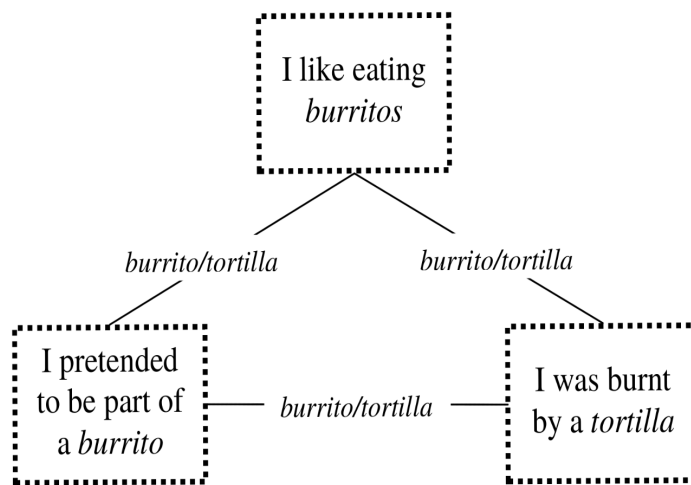 I like eating
burritos
burrito/tortilla
burrito/tortilla
I pretended
to be part of
a burrito
burrito/tortilla
I was burnt
by a tortilla